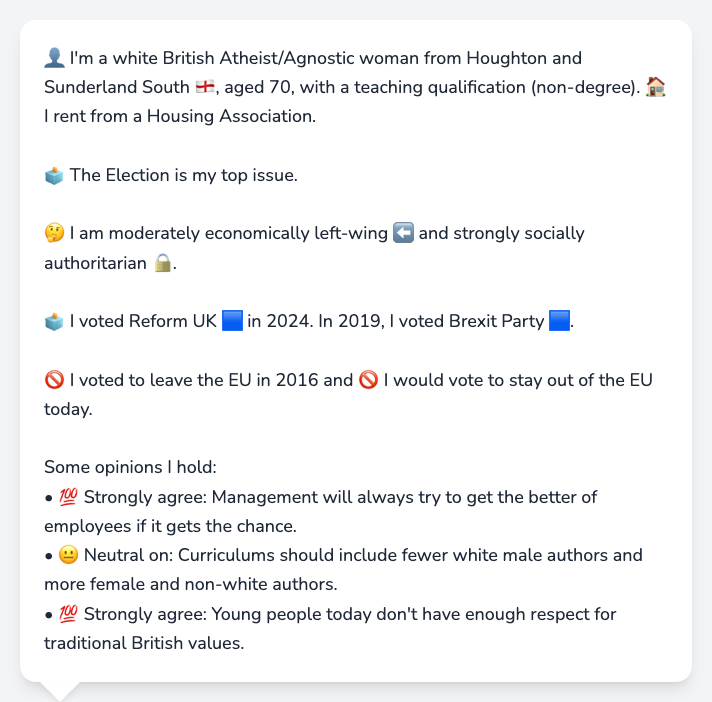 👤 I'm a white British Atheist/Agnostic woman from Houghton and
Sunderland South 🏴󠁧󠁢󠁥󠁮󠁧󠁿, aged 70, with a teaching qualification (non-degree). 🏠
I rent from a Housing Association.
🗳️ The Election is my top issue.
🤔 I am moderately economically left-wing ⬅️ and strongly socially
authoritarian 🔒.
🗳️ I voted Reform UK 🟦 in 2024. In 2019, I voted Brexit Party 🟦.
🚫 I voted to leave the EU in 2016 and 🚫 I would vote to stay out of the EU
today.
Some opinions I hold:
• 💯 Strongly agree: Management will always try to get the better of
employees if it gets the chance.
• 😐 Neutral on: Curriculums should include fewer white male authors and
more female and non-white authors.
• 💯 Strongly agree: Young people today don't have enough respect for
traditional British values.